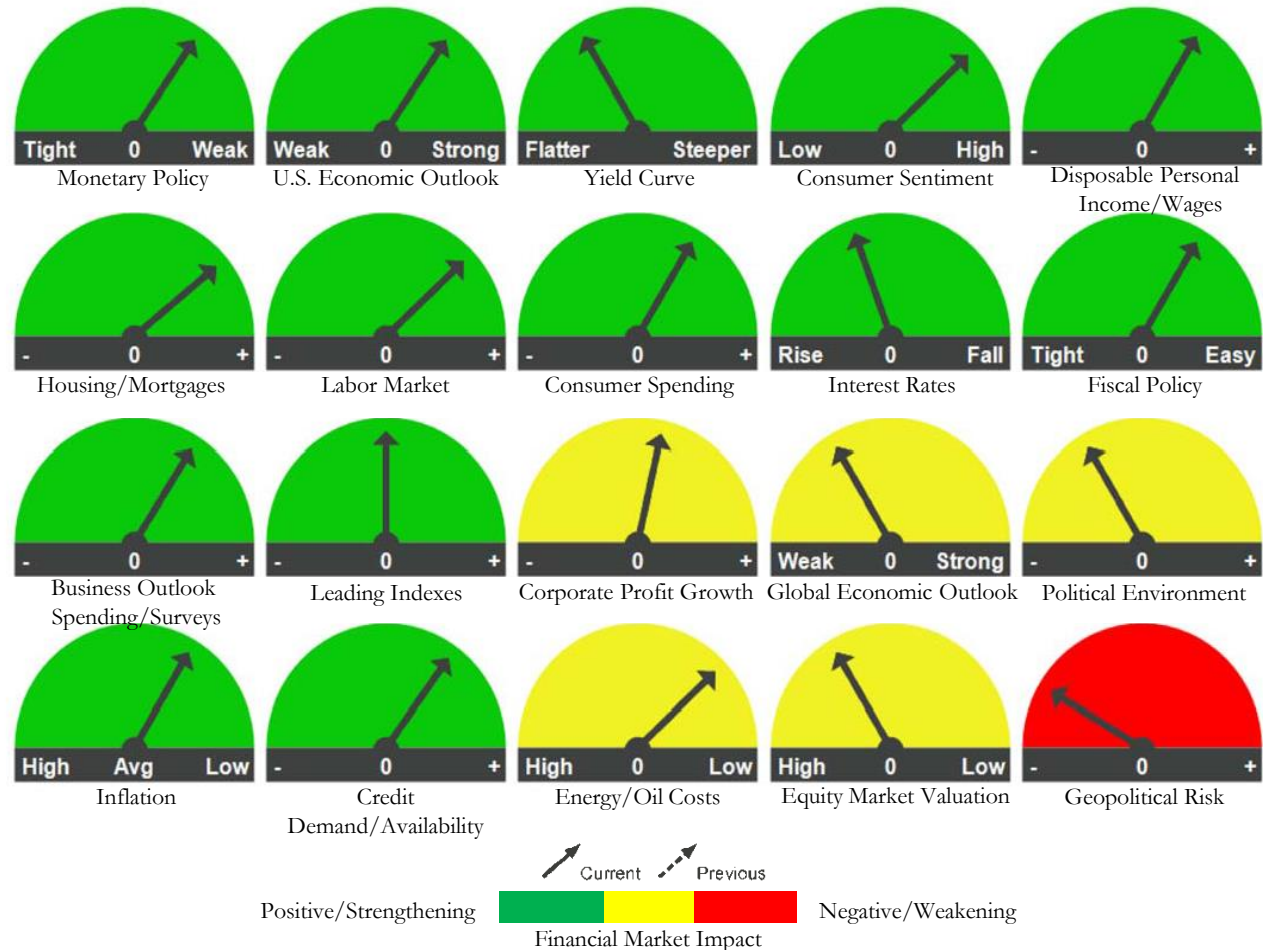 Tight 0 Weak
Monetary Policy
Weak 0 Strong
U.S. Economic Outlook
Flatter Steeper
Yield Curve
Low 0 High
Consumer Sentiment
- 0 +
Disposable Personal
Income/Wages
- 0 +
Housing/Mortgages
- 0 +
Labor Market
- 0 +
Consumer Spending
Rise 0 Fall
Interest Rates
Tight 0 Easy
Fiscal Policy
- 0 +
Business Outlook
Spending/Surveys
- 0 +
Leading Indexes
- 0 +
Corporate Profit Growth
Weak 0 Strong
Global Economic Outlook
- 0 +
Political Environment
High Avg Low
Inflation
- 0 +
Credit
Demand/Availability
High 0 Low
Energy/Oil Costs
High 0 Low
Equity Market Valuation
- 0 +
Geopolitical Risk
Current Previous
Positive/Strengthening Negative/Weakening
Financial Market Impact